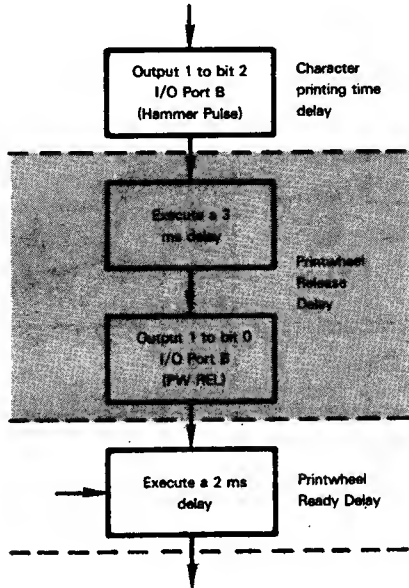 Output 1 to bit 2
I/O Port B
(Hammer Pulse)
Character
printing time
delay
Execute a 3
ms delay
Printwheel
Release
Delay
Output 1 to bit 0
I/O Port B
(PW REL)
Execute a 2 ms
delay
Printwheel
Ready Delay